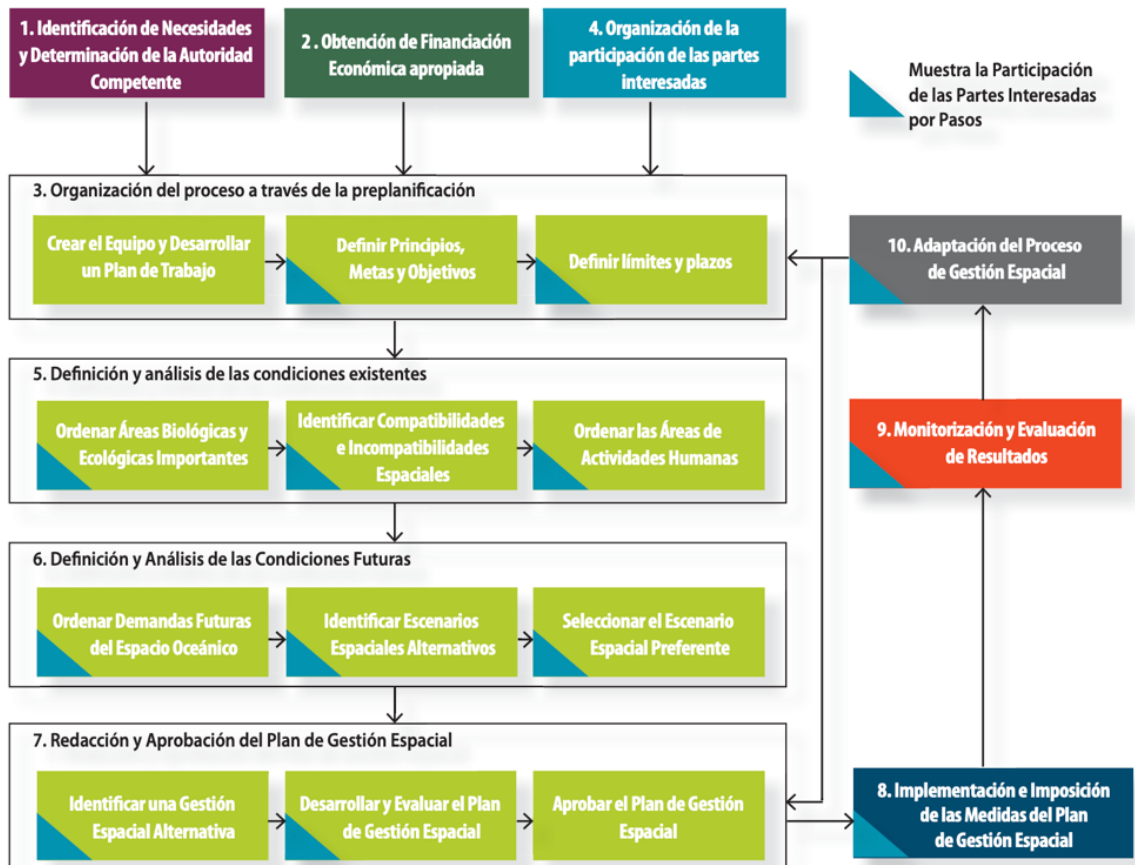 1. Identificación de Necesidades
y Determinación de la Autoridad
Competente
2 . Obtención de Financiación
Económica apropiada
4. Organización de la
participación de las partes
interesadas
Muestra la Participación
de las Partes Interesadas
por Pasos
3. Organización del proceso a través de la preplanificación
Crear el Equipo y Desarrollar
un Plan de Trabajo
Definir Principios,
Metas y Objetivos
Definir límites y plazos
10. Adaptación del Proceso
de Gestión Espacial
5. Definición y análisis de las condiciones existentes
Ordenar Áreas Biológicas y
Ecológicas Importantes
Identificar Compatibilidades
e Incompatibilidades
Espaciales
Ordenar las Áreas de
Actividades Humanas
9. Monitorización y Evaluación
de Resultados
6. Definición y Análisis de las Condiciones Futuras
Ordenar Demandas Futuras
del Espacio Oceánico
Identificar Escenarios
Espaciales Alternativos
Seleccionar el Escenario
Espacial Preferente
7. Redacción y Aprobación del Plan de Gestión Espacial
Identificar una Gestión
Espacial Alternativa
Desarrollar y Evaluar el Plan
de Gestión Espacial
Aprobar el Plan de Gestión
Espacial
8. Implementación e Imposición
de las Medidas del Plan
de Gestión Espacial